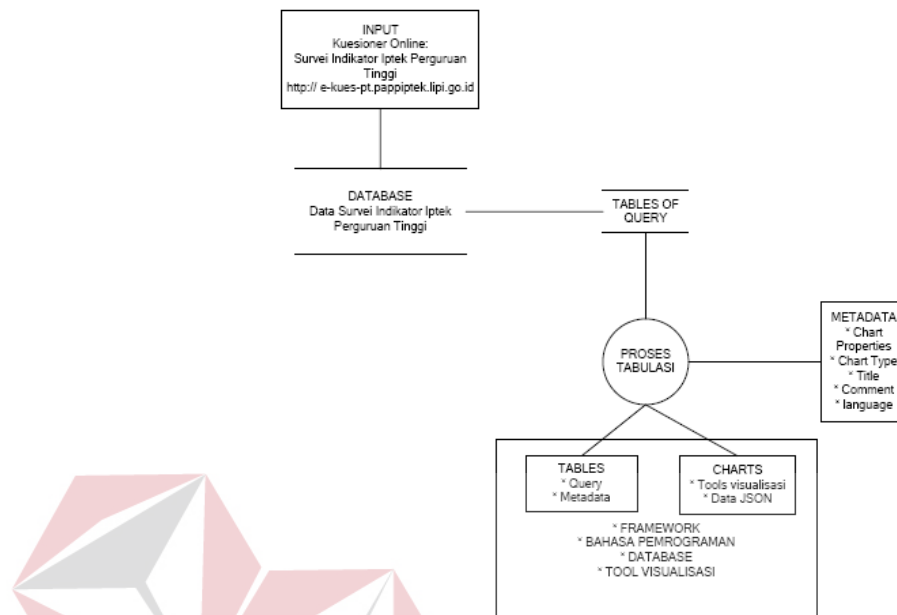 INPUT
Kuesioner Online:
Survei Indikator Iptek Perguruan
Tinggi
http:// e-kues-pt.pappiptek.lipi.go.id
DATABASE
Data Survei Indikator Iptek
Perguruan Tinggi
TABLES OF
QUERY
PROSES
TABULASI
METADATA
* Chart
Properties
* Chart Type
* Title
* Comment
* language
TABLES
* Query
* Metadata
CHARTS
* Tools visualisasi
* Data JSON
* FRAMEWORK
* BAHASA PEMROGRAMAN
* DATABASE
* TOOL VISUALISASI